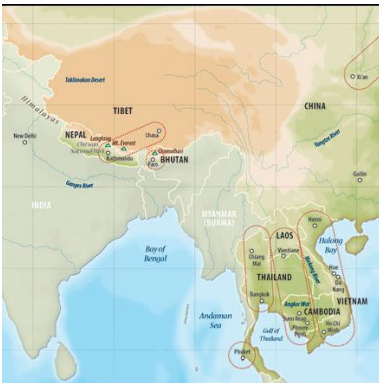 Taklimakan Desert
Xi'an
Himalayas
TIBET
CHINA
New Delhi
NEPAL
Langtang
Mt. Everest
Lhasa
Chitwan
National Park
Kathmandu
Jomolhari
Paro
BHUTAN
Yangtze River
Guilin
Ganges River
INDIA
MYANMAR
(BURMA)
Hanoi
LAOS
Halong
Bay
Bay of
Bengal
Chiang
Mai
Vientiane
Mekong River
Hue
Da
Nang
THAILAND
Bangkok
Angkor Wat
VIETNAM
Andaman
Sea
CAMBODIA
Siem Reap
Phnom
Penh
Ho Chi
Minh
Gulf of
Thailand
Phuket